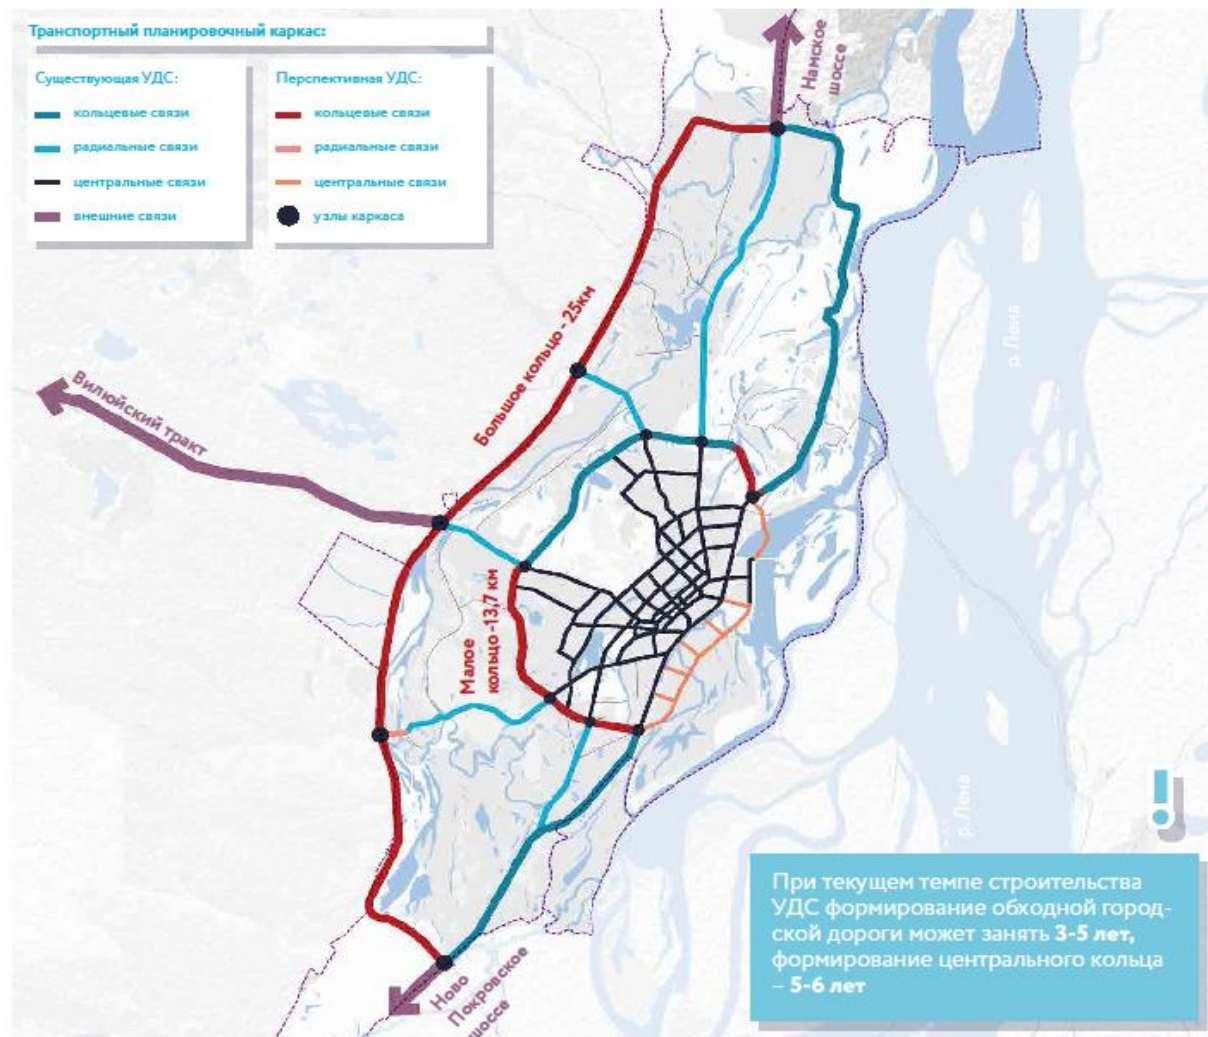 Транспортный планировочный каркас:
Существующая УДС:
кольцевые связи
радиальные связи
центральные связи
внешние связи
Перспективная УДС:
кольцевые связи
радиальные связи
центральные связи
узлы каркаса
Намское
шоссе
Большое кольцо - 25км
р.Лена
Вилюйский тракт
Малое
кольцо -13,7 км
р.Лена
При текущем темпе строительства
УДС формирование обходной город-
ской дороги может занять 3-5 лет,
формирование центрального кольца
– 5-6 лет
Ново
Покровское
шоссе